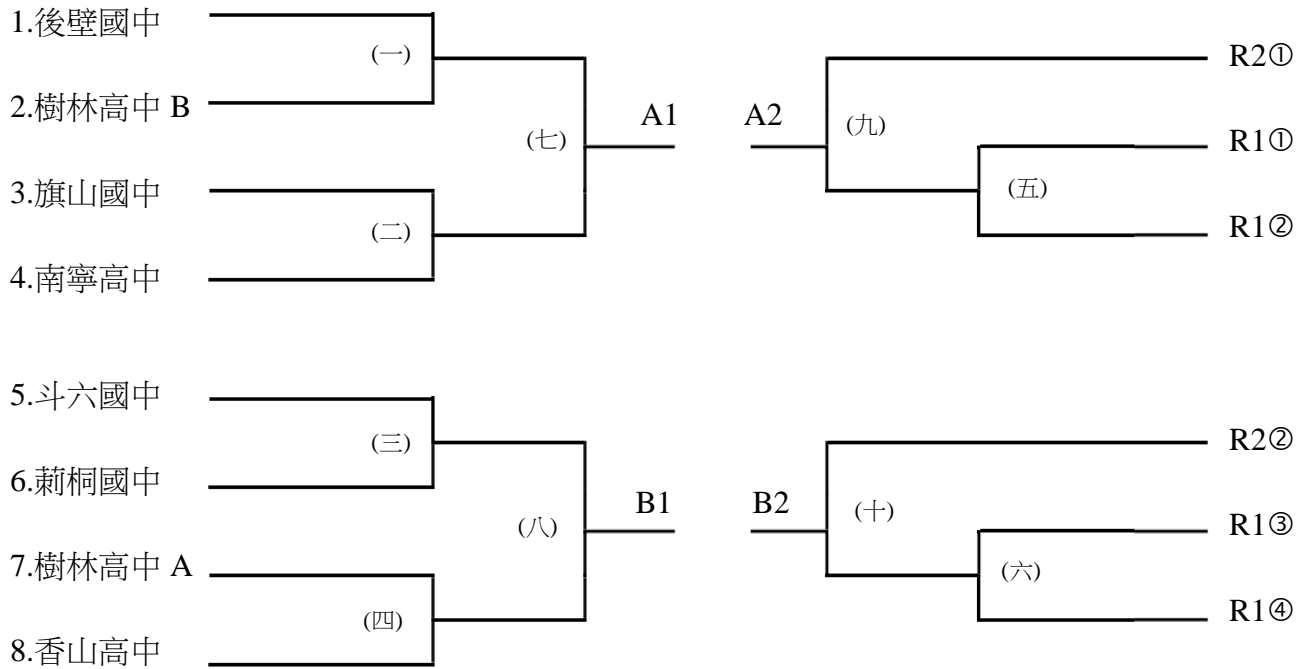 1.後壁國中
(一)
2.樹林高中 B
(七)
A1
3.旗山國中
(二)
4.南寧高中
A2
(九)
R2①
R1①
(五)
R1②
5.斗六國中
(三)
6.莿桐國中
(八)
B1
7.樹林高中 A
(四)
8.香山高中
B2
(十)
R2②
R1③
(六)
R1④